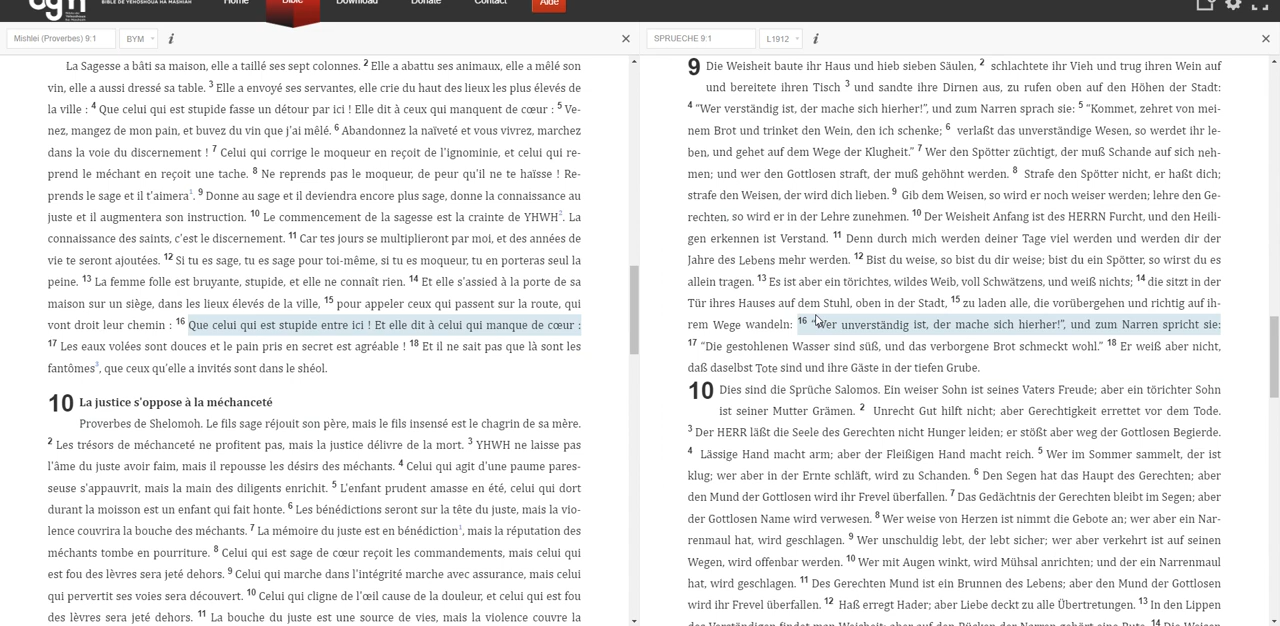 BIBLE DE YEHOSHOUA HA MASHIAH
Home
Bible
Download
Donate
Contact
Aide
Mishlei (Proverbes) 9:1
BYM
SPRUECHE 9:1
L1912
La Sagesse a bâti sa maison, elle a taillé ses sept colonnes. 2 Elle a abattu ses animaux, elle a mêlé son
vin, elle a aussi dressé sa table. 3 Elle a envoyé ses servantes, elle crie du haut des lieux les plus élevés de
la ville : 4 Que celui qui est stupide fasse un détour par ici ! Elle dit à ceux qui manquent de cœur : 5 Ve-
nez, mangez de mon pain, et buvez du vin que j'ai mêlé. 6 Abandonnez la naïveté et vous vivrez, marchez
dans la voie du discernement ! 7 Celui qui corrige le moqueur en reçoit de l'ignominie, et celui qui re-
prend le méchant en reçoit une tache. 8 Ne reprends pas le moqueur, de peur qu'il ne te haïsse ! Re-
prends le sage et il t'aimera1. 9 Donne au sage et il deviendra encore plus sage, donne la connaissance au
juste et il augmentera son instruction. 10 Le commencement de la sagesse est la crainte de YHWH2. La
connaissance des saints, c'est le discernement. 11 Car tes jours se multiplieront par moi, et des années de
vie te seront ajoutées. 12 Si tu es sage, tu es sage pour toi-même, si tu es moqueur, tu en porteras seul la
peine. 13 La femme folle est bruyante, stupide, et elle ne connaît rien. 14 Et elle s'assied à la porte de sa
maison sur un siège, dans les lieux élevés de la ville, 15 pour appeler ceux qui passent sur la route, qui
vont droit leur chemin : 16 Que celui qui est stupide entre ici ! Et elle dit à celui qui manque de cœur :
17 Les eaux volées sont douces et le pain pris en secret est agréable ! 18 Et il ne sait pas que là sont les
fantômes3, que ceux qu'elle a invités sont dans le shéol.
10 La justice s'oppose à la méchanceté
Proverbes de Shelomoh. Le fils sage réjouit son père, mais le fils insensé est le chagrin de sa mère.
2 Les trésors de méchanceté ne profitent pas, mais la justice délivre de la mort. 3 YHWH ne laisse pas
l'âme du juste avoir faim, mais il repousse les désirs des méchants. 4 Celui qui agit d'une paume pares-
seuse s'appauvrit, mais la main des diligents enrichit. 5 L'enfant prudent amasse en été, celui qui dort
durant la moisson est un enfant qui fait honte. 6 Les bénédictions seront sur la tête du juste, mais la vio-
lence couvrira la bouche des méchants. 7 La mémoire du juste est en bénédiction1, mais la réputation des
méchants tombe en pourriture. 8 Celui qui est sage de cœur reçoit les commandements, mais celui qui
est fou des lèvres sera jeté dehors. 9 Celui qui marche dans l'intégrité marche avec assurance, mais celui
qui pervertit ses voies sera découvert. 10 Celui qui cligne de l'œil cause de la douleur, et celui qui est fou
des lèvres sera jeté dehors. 11 La bouche du juste est une source de vies, mais la violence couvre la
9 Die Weisheit baute ihr Haus und hieb sieben Säulen, 2 schlachtete ihr Vieh und trug ihren Wein auf
und bereitete ihren Tisch 3 und sandte ihre Dirnen aus, zu rufen oben auf den Höhen der Stadt:
4 “Wer verständig ist, der mache sich hierher!”, und zum Narren sprach sie: 5 “Kommet, zehret von mei-
nem Brot und trinket den Wein, den ich schenke; 6 verlaßt das unverständige Wesen, so werdet ihr le-
ben, und gehet auf dem Wege der Klugheit.” 7 Wer den Spötter züchtigt, der muß Schande auf sich neh-
men; und wer den Gottlosen straft, der muß gehöhnt werden. 8 Strafe den Spötter nicht, er haßt dich;
strafe den Weisen, der wird dich lieben. 9 Gib dem Weisen, so wird er noch weiser werden; lehre den Ge-
rechten, so wird er in der Lehre zunehmen. 10 Der Weisheit Anfang ist des HERRN Furcht, und den Heili-
gen erkennen ist Verstand. 11 Denn durch mich werden deiner Tage viel werden und werden dir der
Jahre des Lebens mehr werden. 12 Bist du weise, so bist du dir weise; bist du ein Spötter, so wirst du es
allein tragen. 13 Es ist aber ein törichtes, wildes Weib, voll Schwätzens, und weiß nichts; 14 die sitzt in der
Tür ihres Hauses auf dem Stuhl, oben in der Stadt, 15 zu laden alle, die vorübergehen und richtig auf ih-
rem Wege wandeln: 16 “Wer unverständig ist, der mache sich hierher!”, und zum Narren spricht sie:
17 “Die gestohlenen Wasser sind süß, und das verborgene Brot schmeckt wohl.” 18 Er weiß aber nicht,
daß daselbst Tote sind und ihre Gäste in der tiefen Grube.
10 Dies sind die Sprüche Salomos. Ein weiser Sohn ist seines Vaters Freude; aber ein törichter Sohn
ist seiner Mutter Grämen. 2 Unrecht Gut hilft nicht; aber Gerechtigkeit errettet vor dem Tode.
3 Der HERR läßt die Seele des Gerechten nicht Hunger leiden; er stößt aber weg der Gottlosen Begierde.
4 Lässige Hand macht arm; aber der Fleißigen Hand macht reich. 5 Wer im Sommer sammelt, der ist
klug; wer aber in der Ernte schläft, wird zu Schanden. 6 Den Segen hat das Haupt des Gerechten; aber
den Mund der Gottlosen wird ihr Frevel überfallen. 7 Das Gedächtnis der Gerechten bleibt im Segen; aber
der Gottlosen Name wird verwesen. 8 Wer weise von Herzen ist nimmt die Gebote an; wer aber ein Nar-
renmaul hat, wird geschlagen. 9 Wer unschuldig lebt, der lebt sicher; wer aber verkehrt ist auf seinen
Wegen, wird offenbar werden. 10 Wer mit Augen winkt, wird Mühsal anrichten; und der ein Narrenmaul
hat, wird geschlagen. 11 Des Gerechten Mund ist ein Brunnen des Lebens; aber den Mund der Gottlosen
wird ihr Frevel überfallen. 12 Haß erregt Hader; aber Liebe deckt zu alle Übertretungen. 13 In den Lippen